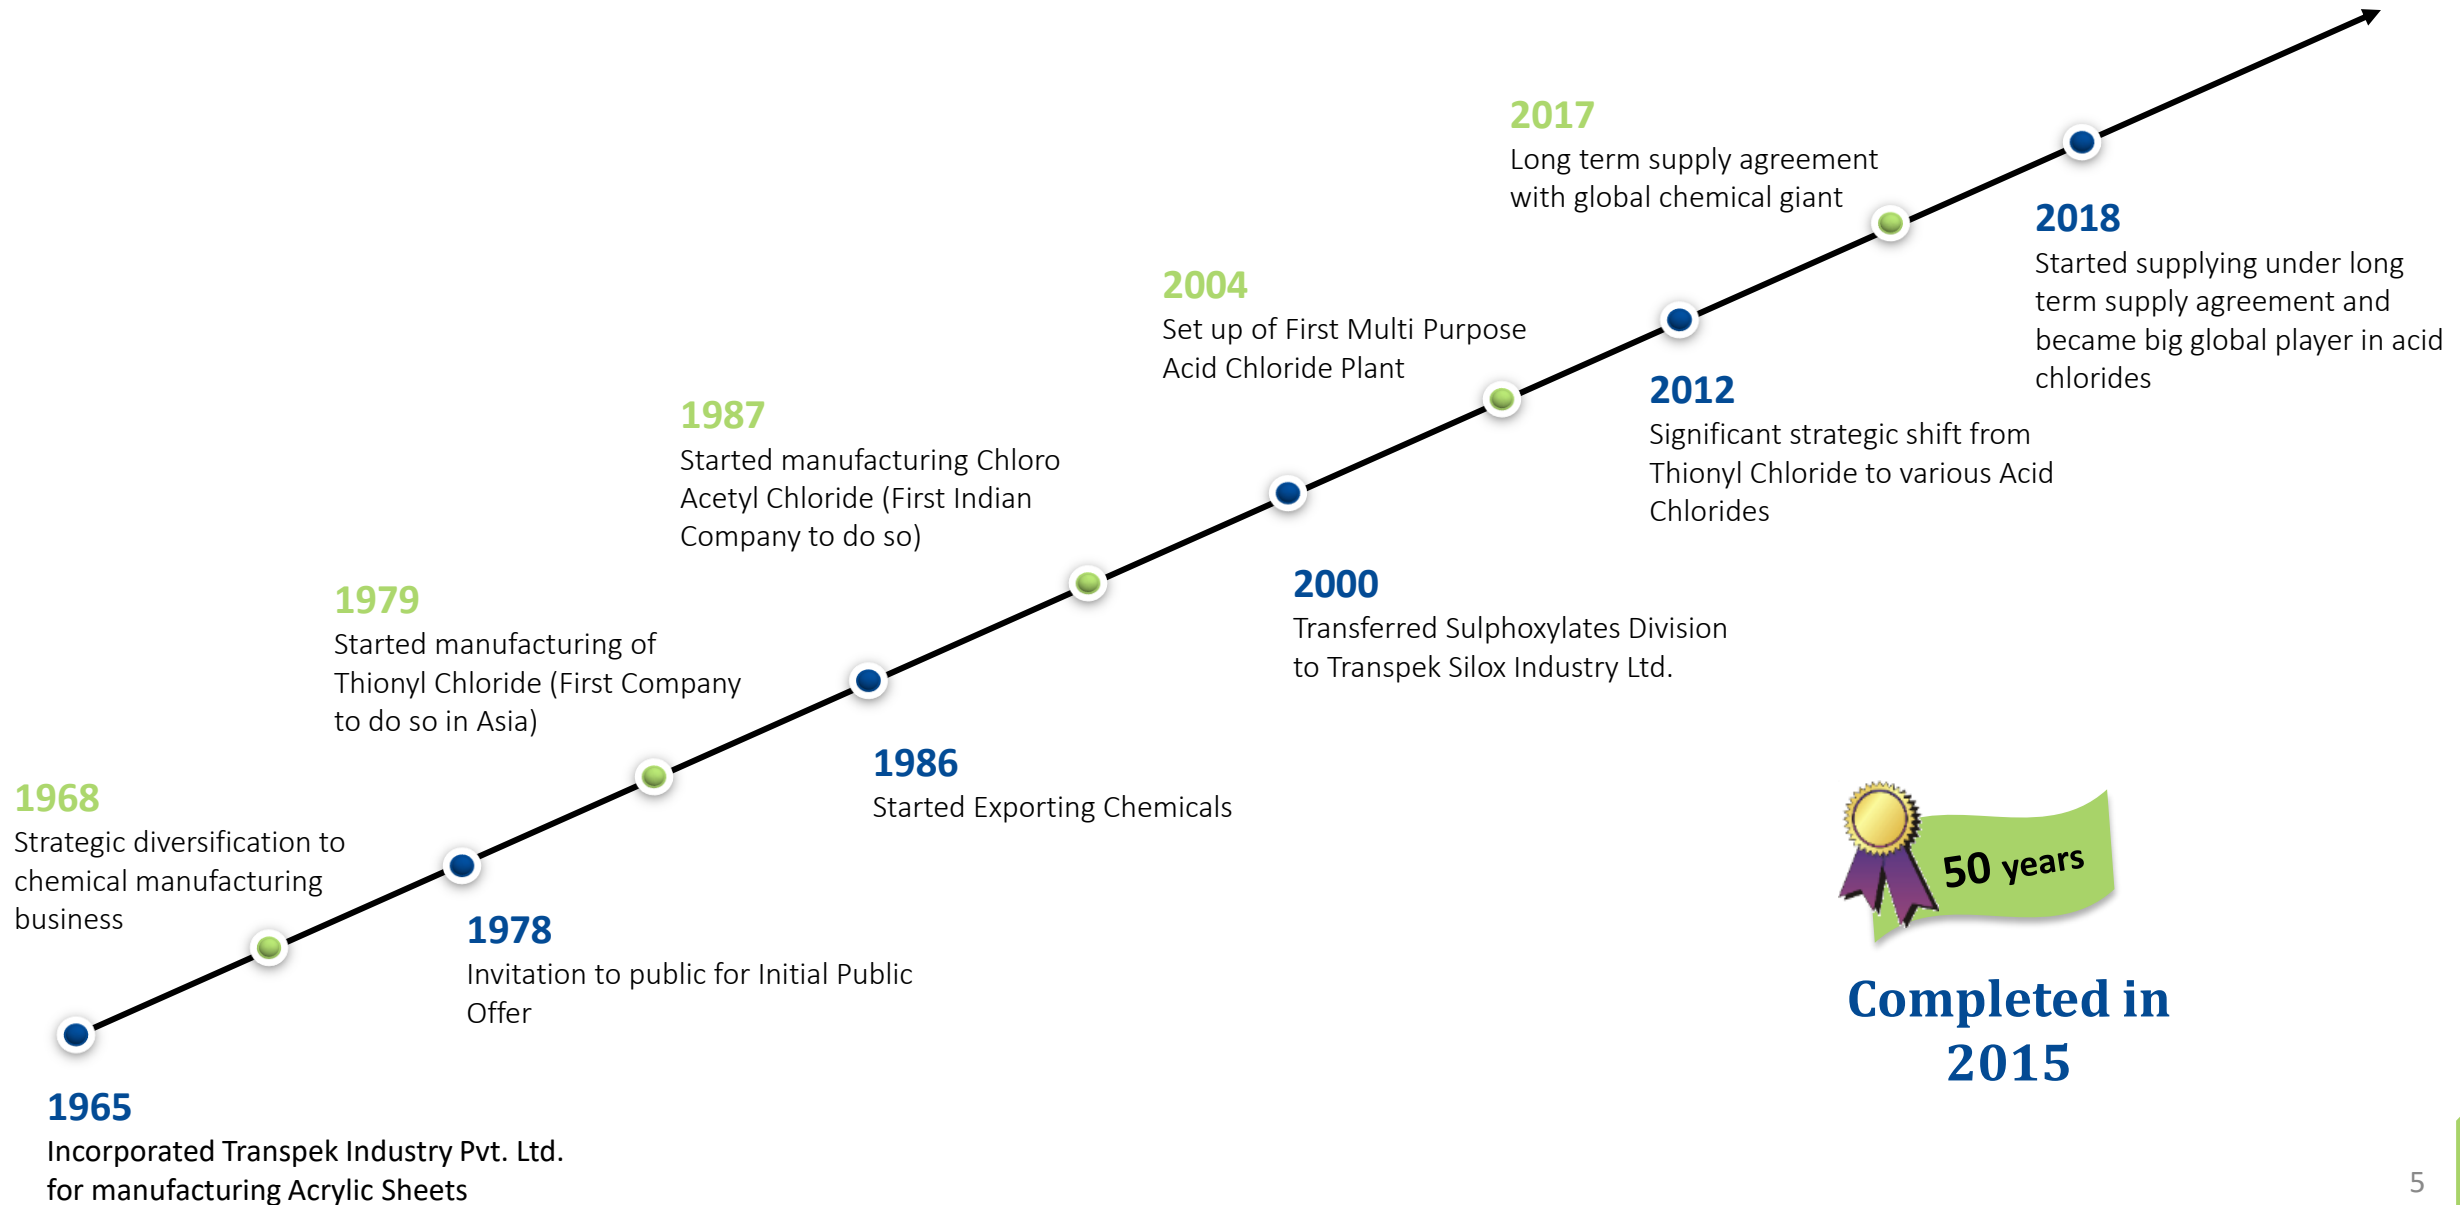 1965
Incorporated Transpek Industry Pvt. Ltd.
for manufacturing Acrylic Sheets
1968
Strategic diversification to
chemical manufacturing
business
1978
Invitation to public for Initial Public
Offer
1979
Started manufacturing of
Thionyl Chloride (First Company
to do so in Asia)
1986
Started Exporting Chemicals
1987
Started manufacturing Chloro
Acetyl Chloride (First Indian
Company to do so)
2000
Transferred Sulphoxylates Division
to Transpek Silox Industry Ltd.
2004
Set up of First Multi Purpose
Acid Chloride Plant
2012
Significant strategic shift from
Thionyl Chloride to various Acid
Chlorides
2017
Long term supply agreement
with global chemical giant
2018
Started supplying under long
term supply agreement and
became big global player in acid
chlorides
50 years
Completed in
2015
5